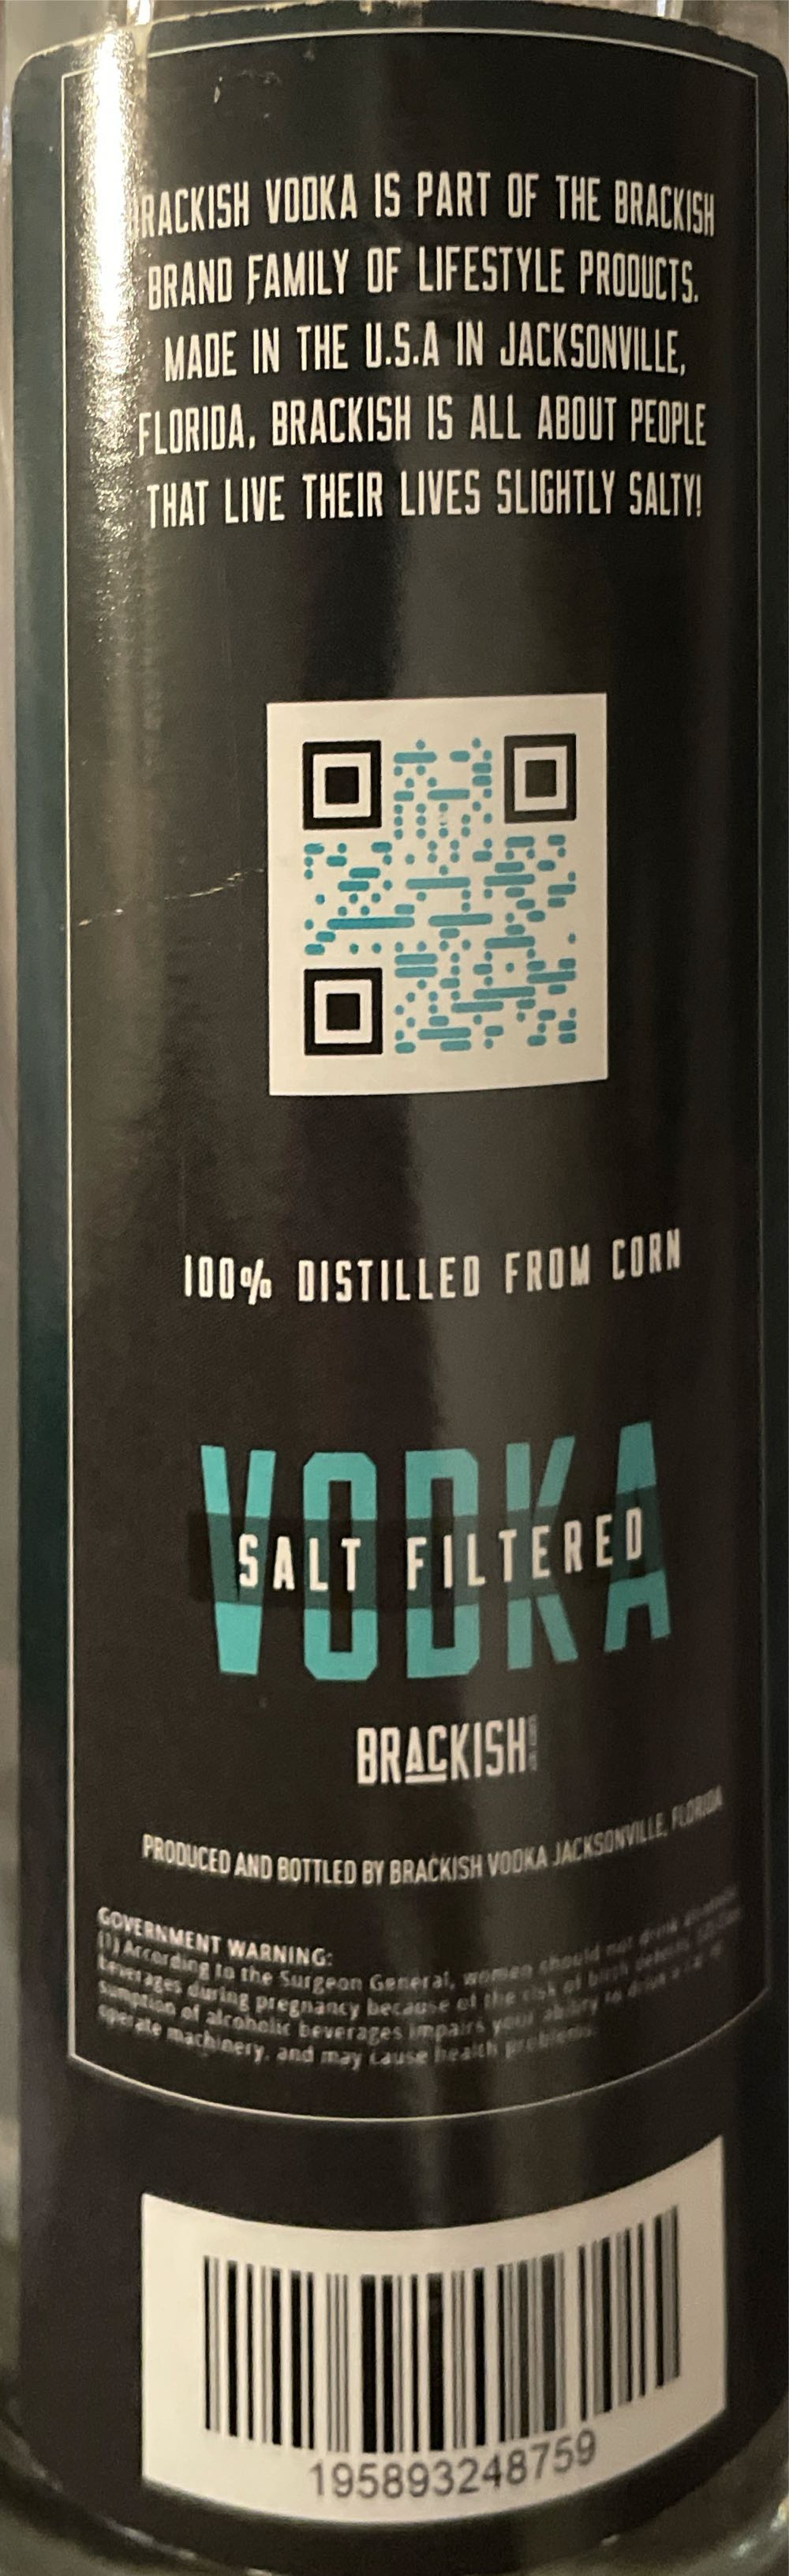 BRACKISH VODKA IS PART OF THE BRACKISH
BRAND FAMILY OF LIFESTYLE PRODUCTS.
MADE IN THE U.S.A IN JACKSONVILLE,
FLORIDA, BRACKISH IS ALL ABOUT PEOPLE
THAT LIVE THEIR LIVES SLIGHTLY SALTY!
100% DISTILLED FROM CORN
VODKA
SALT FILTERED
BRACKISH
PRODUCED AND BOTTLED BY BRACKISH VODKA JACKSONVILLE, FLORIDA
GOVERNMENT WARNING:
(1) According to the Surgeon General, women should not drink alcoholic
beverages during pregnancy because of the risk of birth defects. (2) Con-
sumption of alcoholic beverages impairs your ability to drive a car or
operate machinery, and may cause health problems.
195893248759